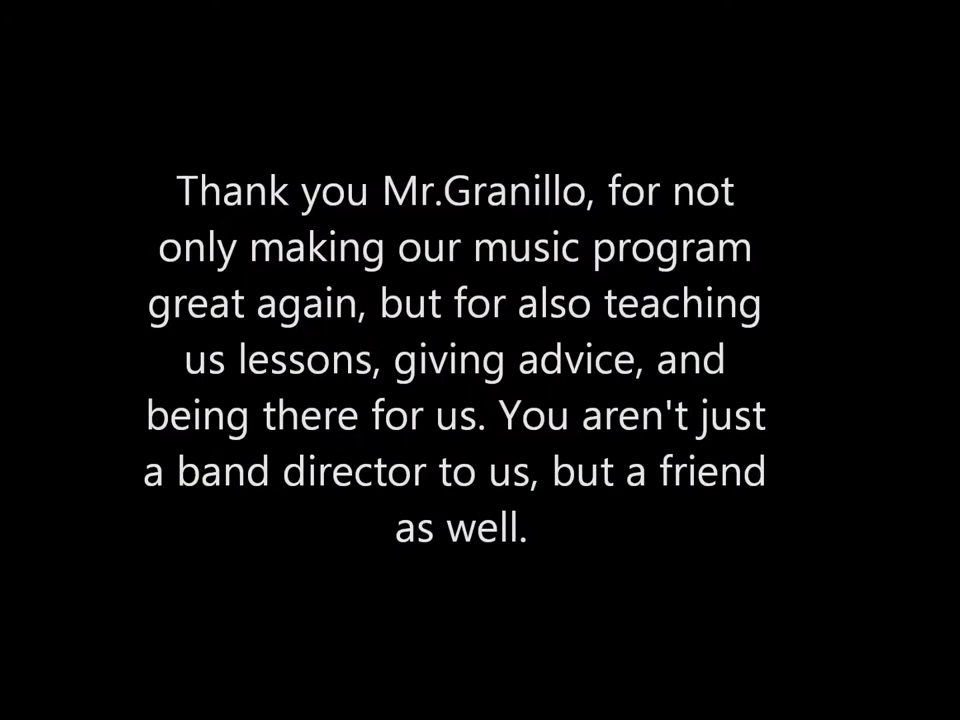 Thank you Mr.Granillo, for not
only making our music program
great again, but for also teaching
us lessons, giving advice, and
being there for us. You aren't just
a band director to us, but a friend
as well.